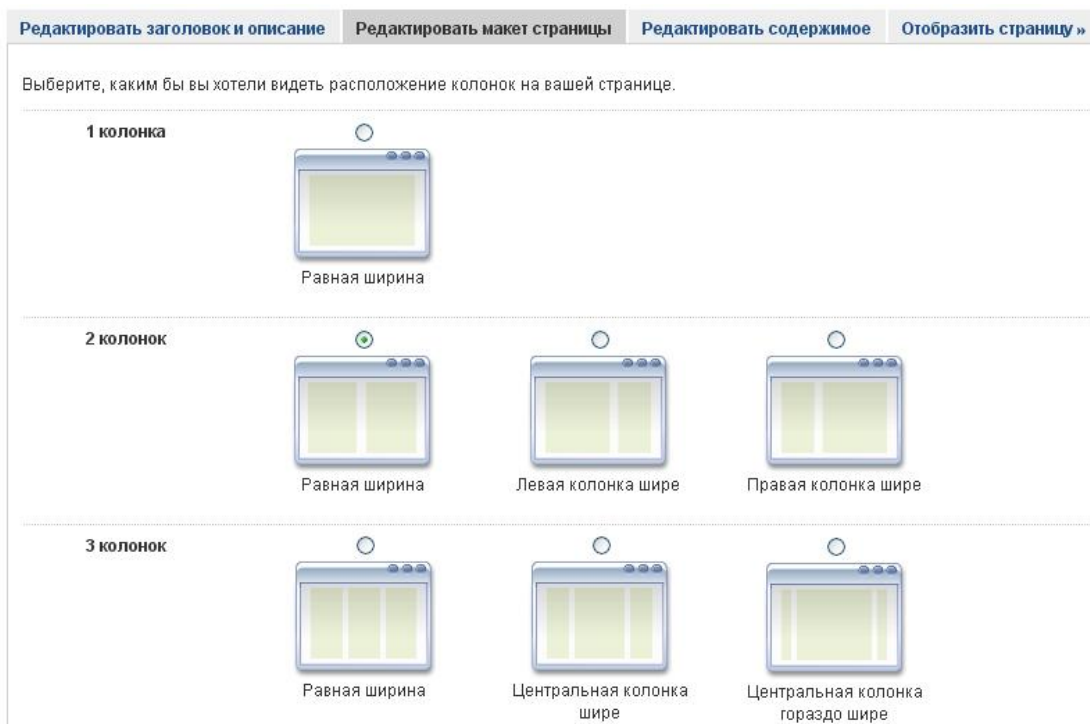 Редактировать заголовок и описание Редактировать макет страницы Редактировать содержимое Отобразить страницу »
Выберите, каким бы вы хотели видеть расположение колонок на вашей странице.
1 колонка
Равная ширина
2 колонок
Равная ширина Левая колонка шире Правая колонка шире
3 колонок
Равная ширина Центральная колонка шире Центральная колонка гораздо шире